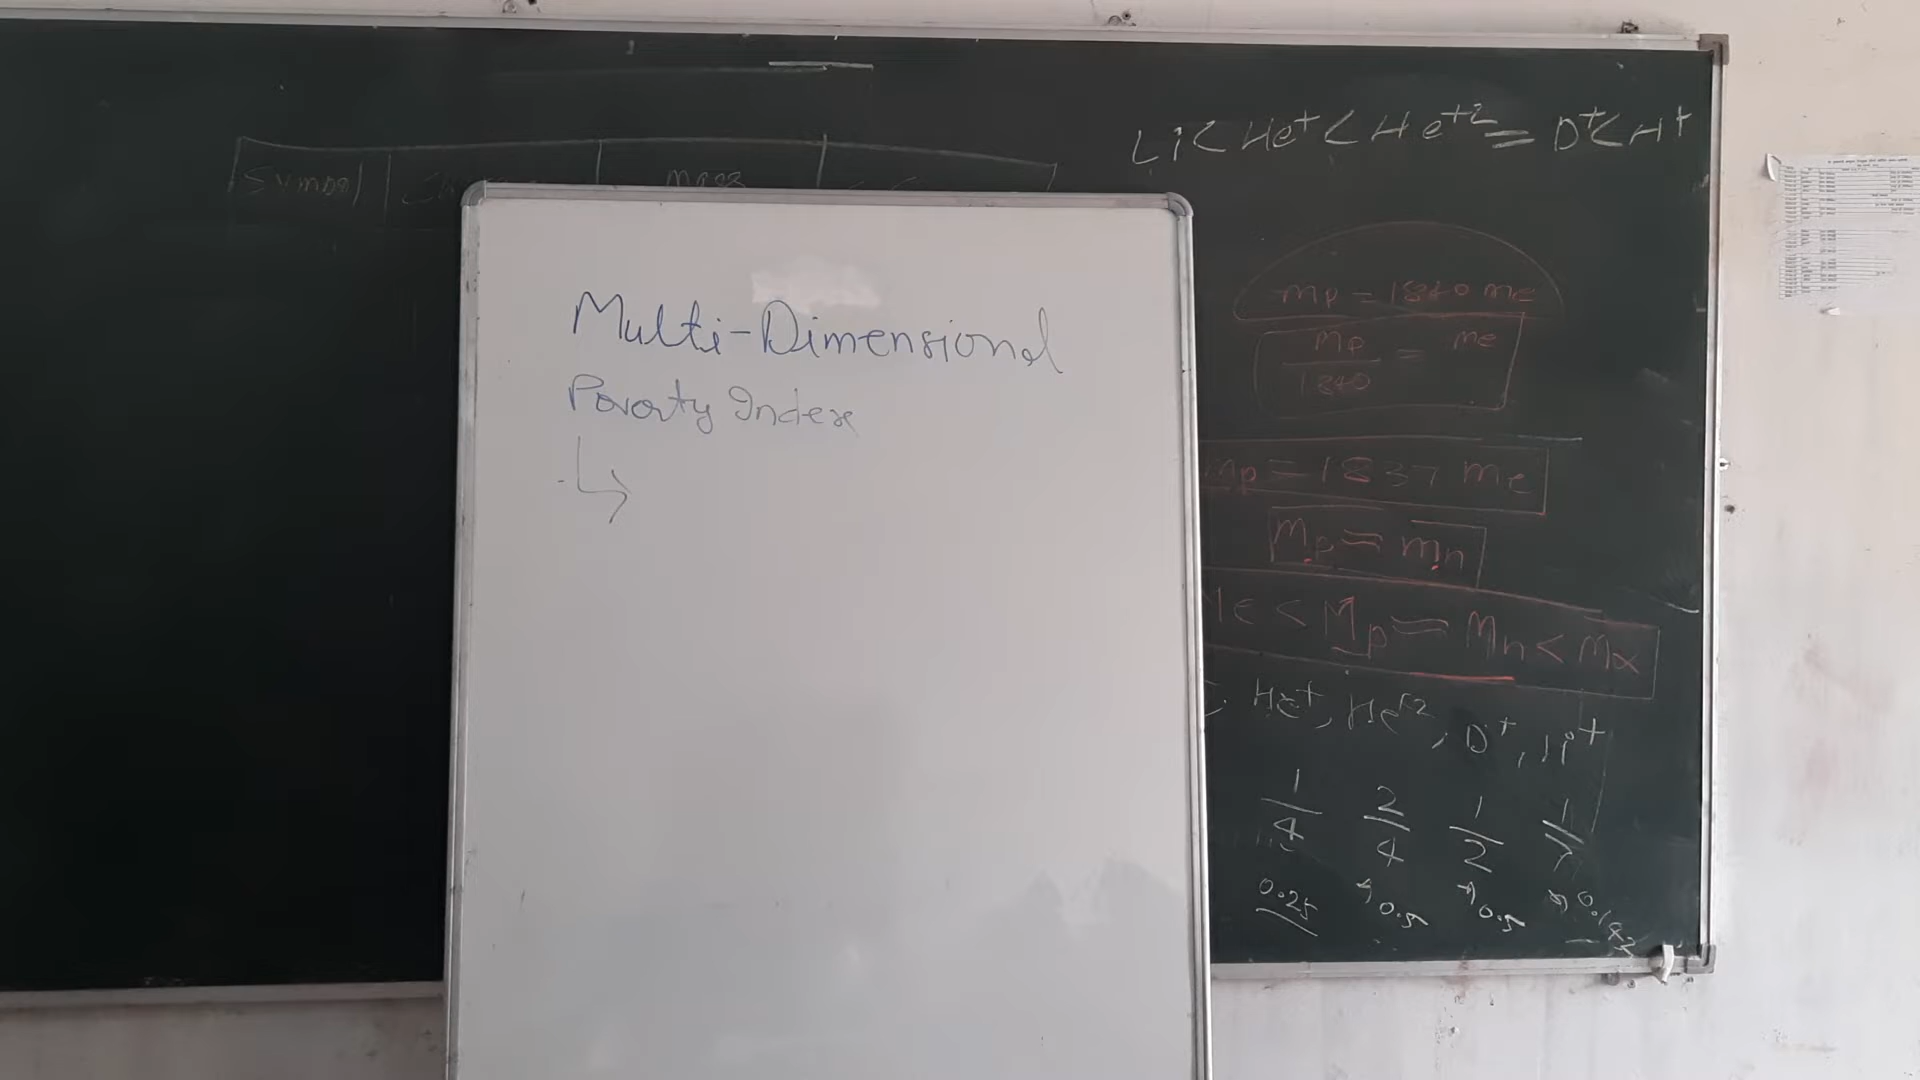 Li < He⁺ < He⁺² = D⁺ < H⁺
Symbol
mass
Multi-Dimensional
Poverty Index
mp = 1840 me
mp/1840 = me
mp = 1837 me
Mp ≈ mn
Me < Mp ≈ Mn < Mα
He⁺, He⁺², D⁺,
1/4 2/4 1/2
0.25 0.5 0.5